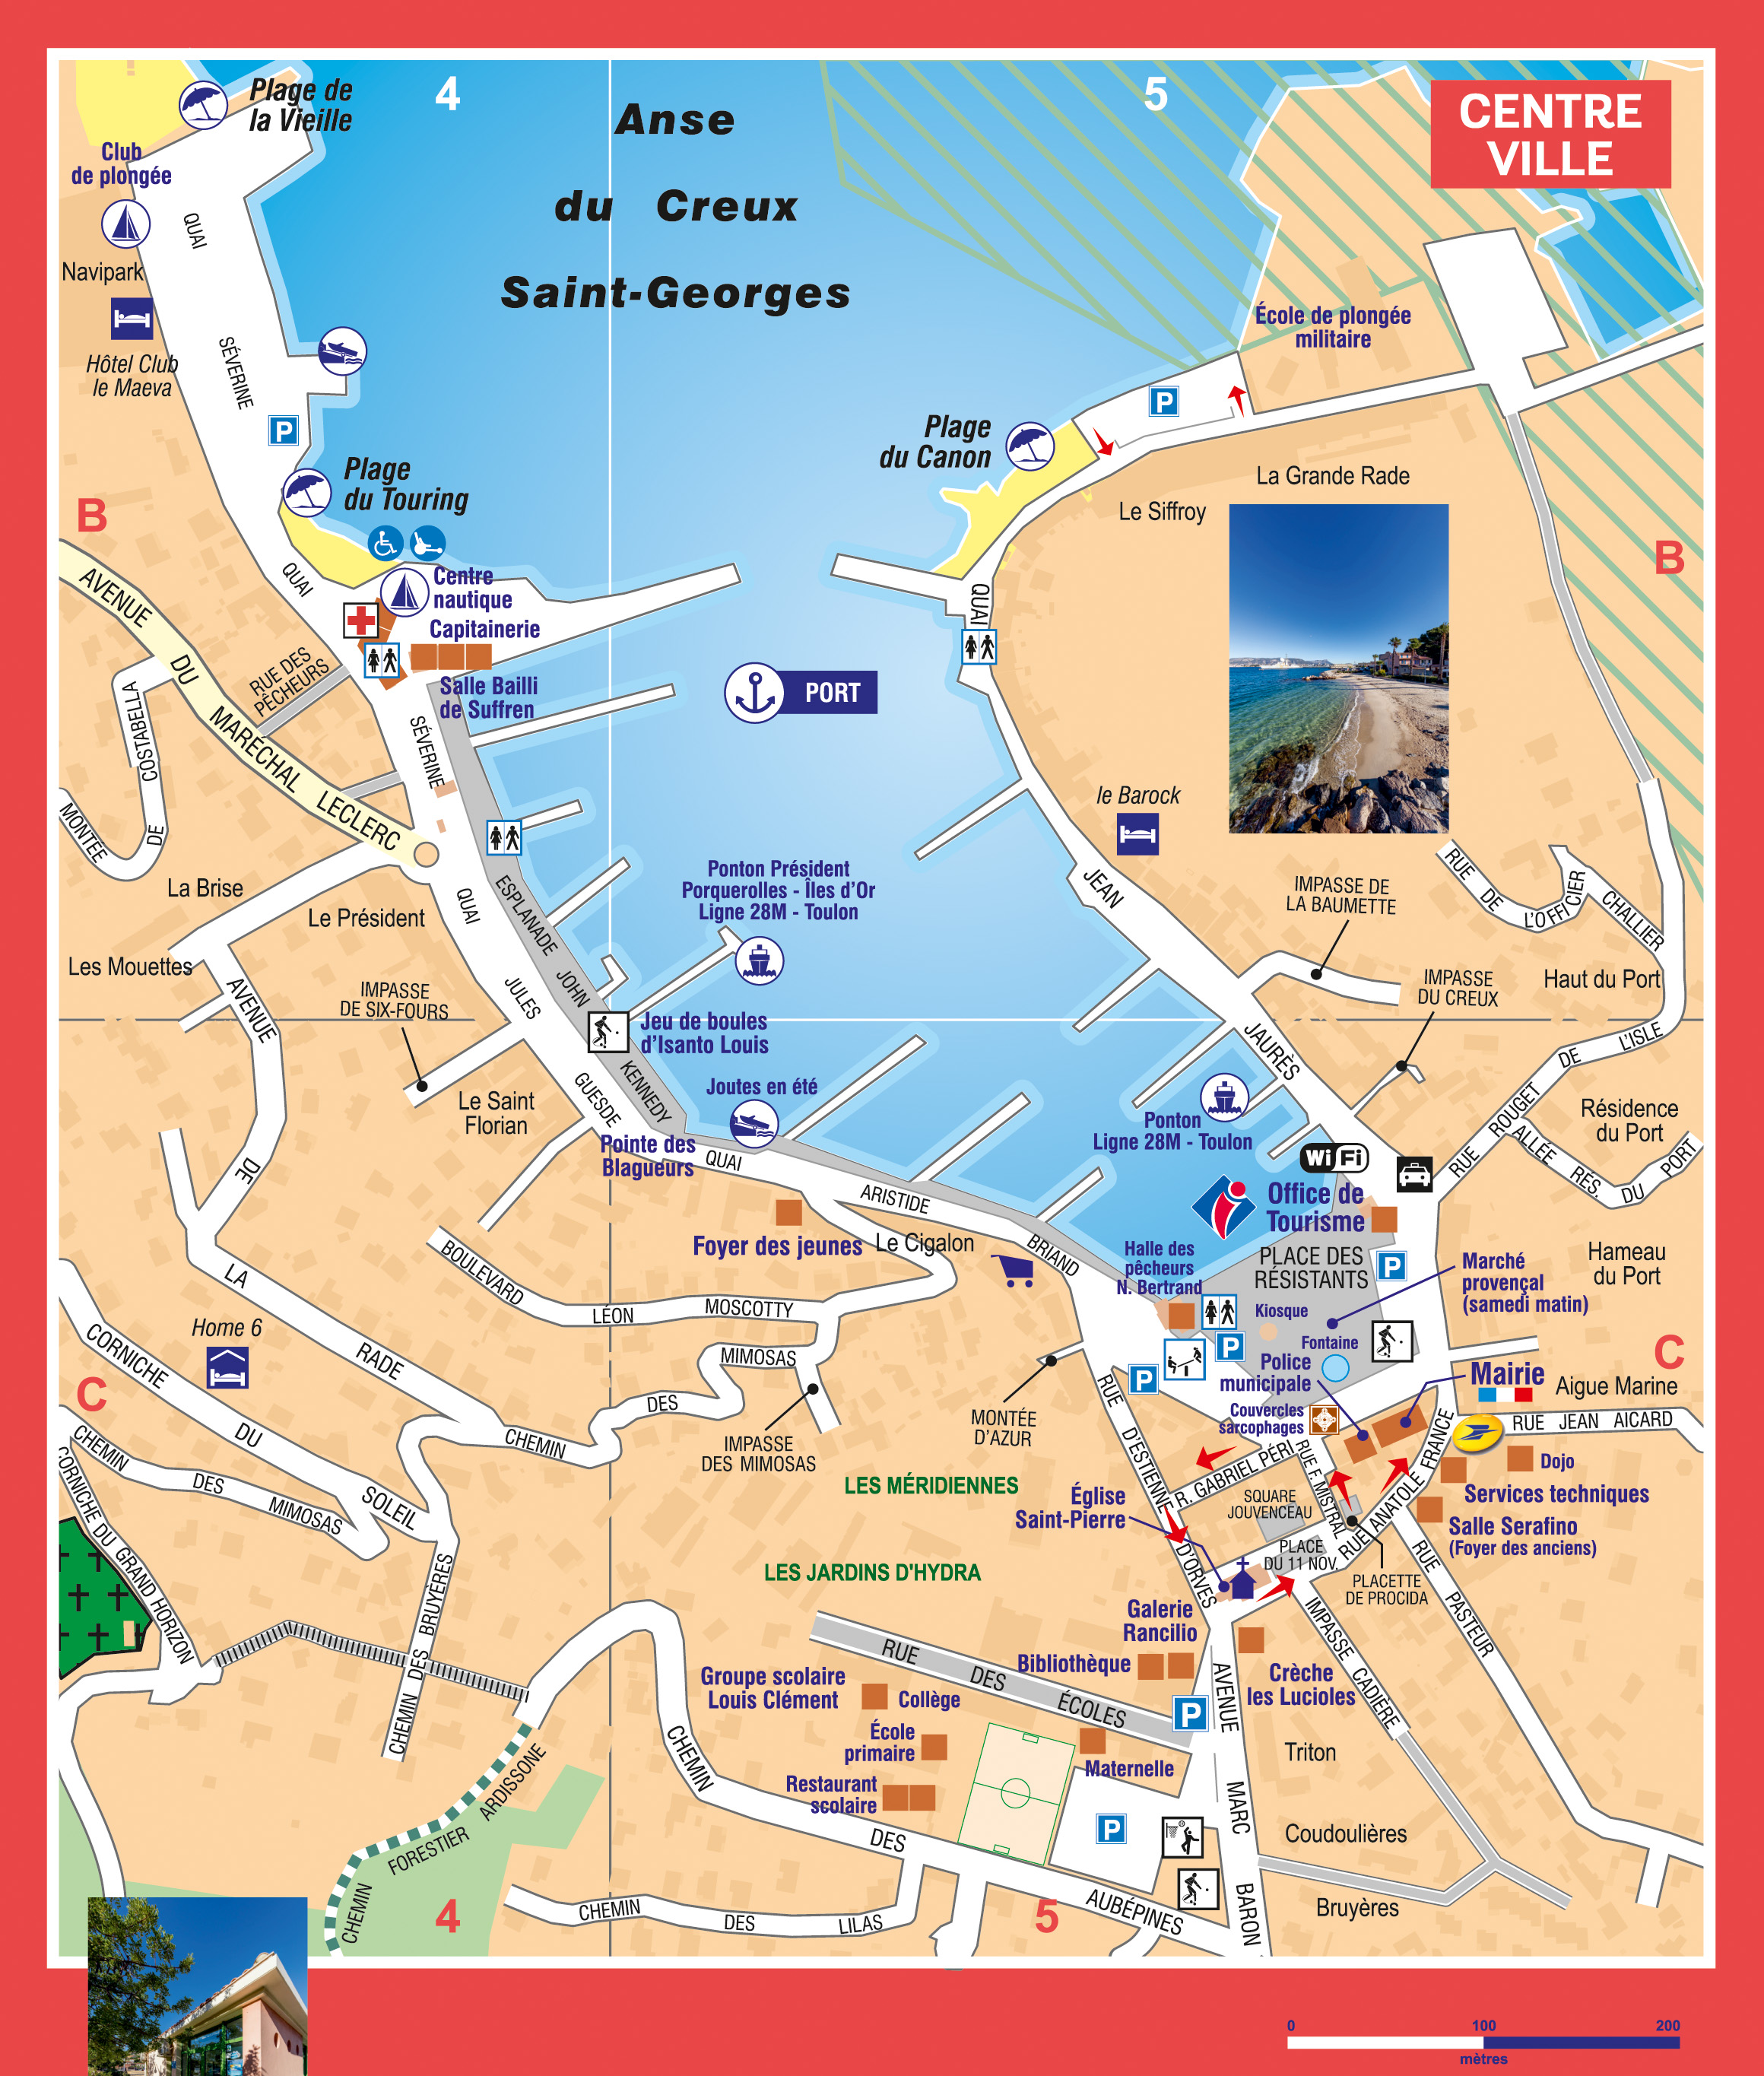 CENTRE
VILLE
4
5
Anse
du Creux
Saint-Georges
Plage de
la Vieille
Club
de plongée
QUAI
Navipark
Hôtel Club
le Maeva
SÉVERINE
P
Plage
du Touring
B
QUAI
Centre
nautique
Capitainerie
Salle Bailli
de Suffren
AVENUE
DU
MARÉCHAL LECLERC
RUE DES
PÊCHEURS
MONTÉE
DE
COSTABELLA
SÉVERINE
PORT
École de plongée
militaire
P
Plage
du Canon
La Grande Rade
Le Siffroy
B
QUAI
le Barock
JEAN
JAURÈS
IMPASSE DE
LA BAUMETTE
RUE DE L'OFFICIER CHALLIER
IMPASSE
DU CREUX
Haut du Port
RUE ROUGET DE L'ISLE
Résidence
du Port
ALLÉE RÉS. DU PORT
La Brise
Le Président
Les Mouettes
QUAI
JULES
GUESDE
ESPLANADE JOHN KENNEDY
Ponton Président
Porquerolles - Îles d'Or
Ligne 28M - Toulon
IMPASSE
DE SIX-FOURS
Jeu de boules
d'Isanto Louis
Joutes en été
Le Saint
Florian
Pointe des
Blagueurs
AVENUE
DE
LA
RADE
QUAI
ARISTIDE
BRIAND
Ponton
Ligne 28M - Toulon
WiFi
Office de
Tourisme
PLACE DES
RÉSISTANTS
P
Halle des
pêcheurs
N. Bertrand
Kiosque
Fontaine
P
P
Marché
provençal
(samedi matin)
Hameau
du Port
Foyer des jeunes
Le Cigalon
BOULEVARD
LÉON
MOSCOTTY
Home 6
C
CORNICHE
DU
SOLEIL
CHEMIN
DES
MIMOSAS
IMPASSE
DES MIMOSAS
MONTÉE
D'AZUR
Police
municipale
Mairie
C
Aigue Marine
RUE JEAN AICARD
Couvercles
sarcophages
Dojo
Services techniques
Salle Serafino
(Foyer des anciens)
RUE
D'ESTIENNE
D'ORVES
R. GABRIEL PÉRI
RUE F. MISTRAL
RUE ANATOLE FRANCE
SQUARE
JOUVENCEAU
PLACE
DU 11 NOV.
PLACETTE
DE PROCIDA
RUE
PASTEUR
Église
Saint-Pierre
LES MÉRIDIENNES
LES JARDINS D'HYDRA
CHEMIN
DES
MIMOSAS
CORNICHE DU GRAND HORIZON
CHEMIN DES BRUYÈRES
Galerie
Rancilio
Bibliothèque
Crèche
les Lucioles
IMPASSE CADIÈRE
RUE
DES
ÉCOLES
Groupe scolaire
Louis Clément
Collège
École
primaire
Restaurant
scolaire
Maternelle
P
P
AVENUE
MARC
BARON
Triton
Coudoulières
Bruyères
CHEMIN
DES
AUBÉPINES
CHEMIN
FORESTIER
ARDISSONE
CHEMIN
DES
LILAS
4
5
0
100
200
mètres